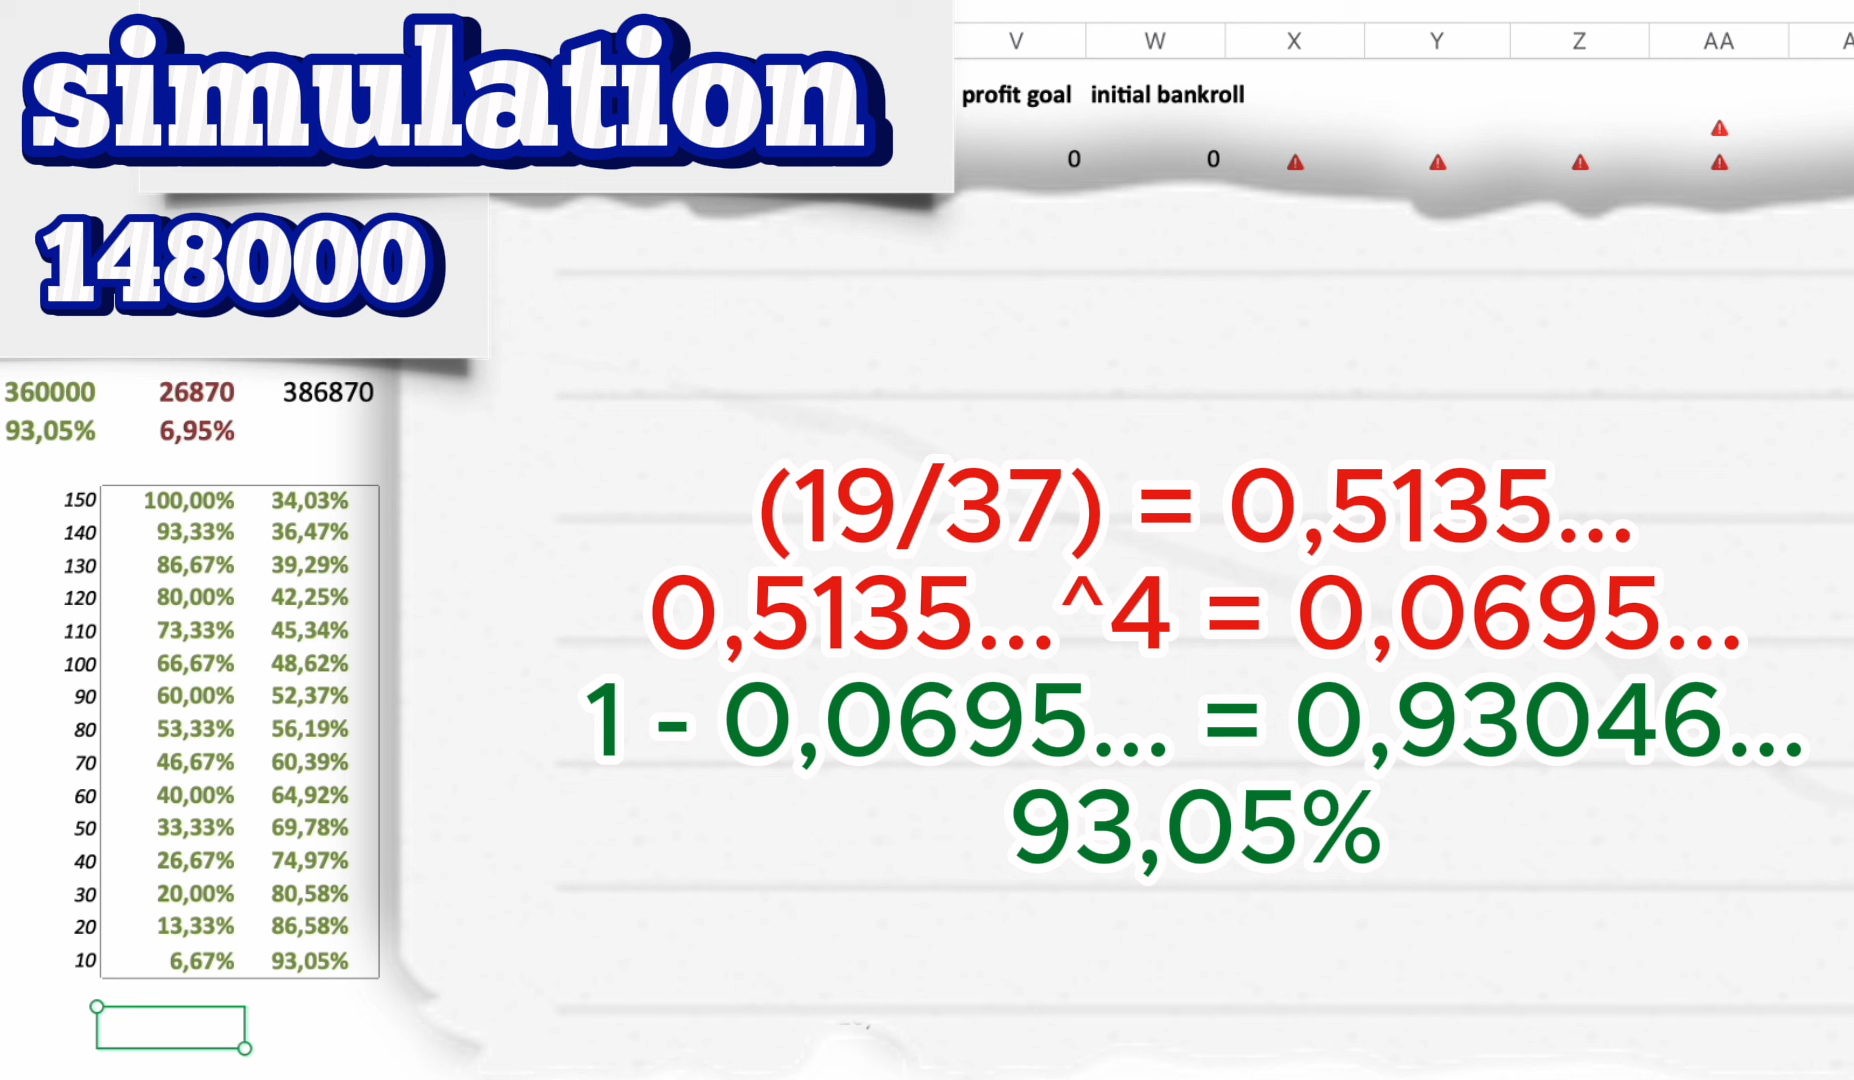 simulation
148000
V W X Y Z AA
profit goal initial bankroll
0 0
360000 26870 386870
93,05% 6,95%
150 100,00% 34,03%
140 93,33% 36,47%
130 86,67% 39,29%
120 80,00% 42,25%
110 73,33% 45,34%
100 66,67% 48,62%
90 60,00% 52,37%
80 53,33% 56,19%
70 46,67% 60,39%
60 40,00% 64,92%
50 33,33% 69,78%
40 26,67% 74,97%
30 20,00% 80,58%
20 13,33% 86,58%
10 6,67% 93,05%
(19/37) = 0,5135...
0,5135...^4 = 0,0695...
1 - 0,0695... = 0,93046...
93,05%